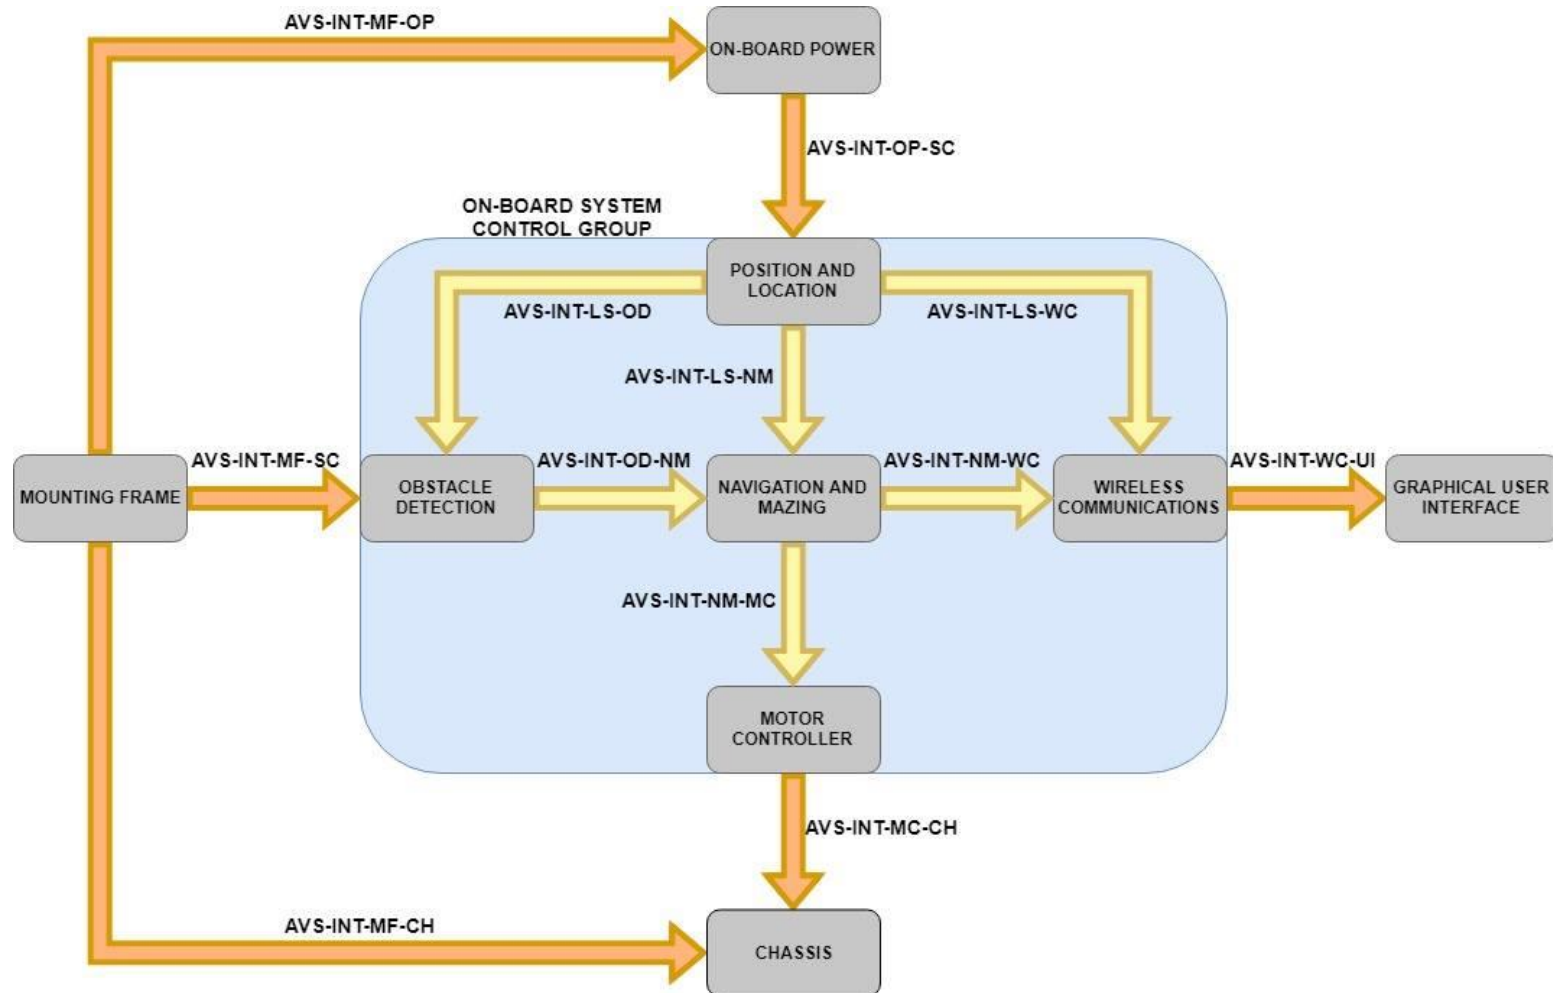 AVS-INT-MF-OP
ON-BOARD POWER
AVS-INT-OP-SC
ON-BOARD SYSTEM
CONTROL GROUP
POSITION AND
LOCATION
AVS-INT-LS-OD
AVS-INT-LS-WC
AVS-INT-LS-NM
MOUNTING FRAME
AVS-INT-MF-SC
OBSTACLE
DETECTION
AVS-INT-OD-NM
NAVIGATION AND
MAZING
AVS-INT-NM-WC
WIRELESS
COMMUNICATIONS
AVS-INT-WC-UI
GRAPHICAL USER
INTERFACE
AVS-INT-NM-MC
MOTOR
CONTROLLER
AVS-INT-MC-CH
AVS-INT-MF-CH
CHASSIS